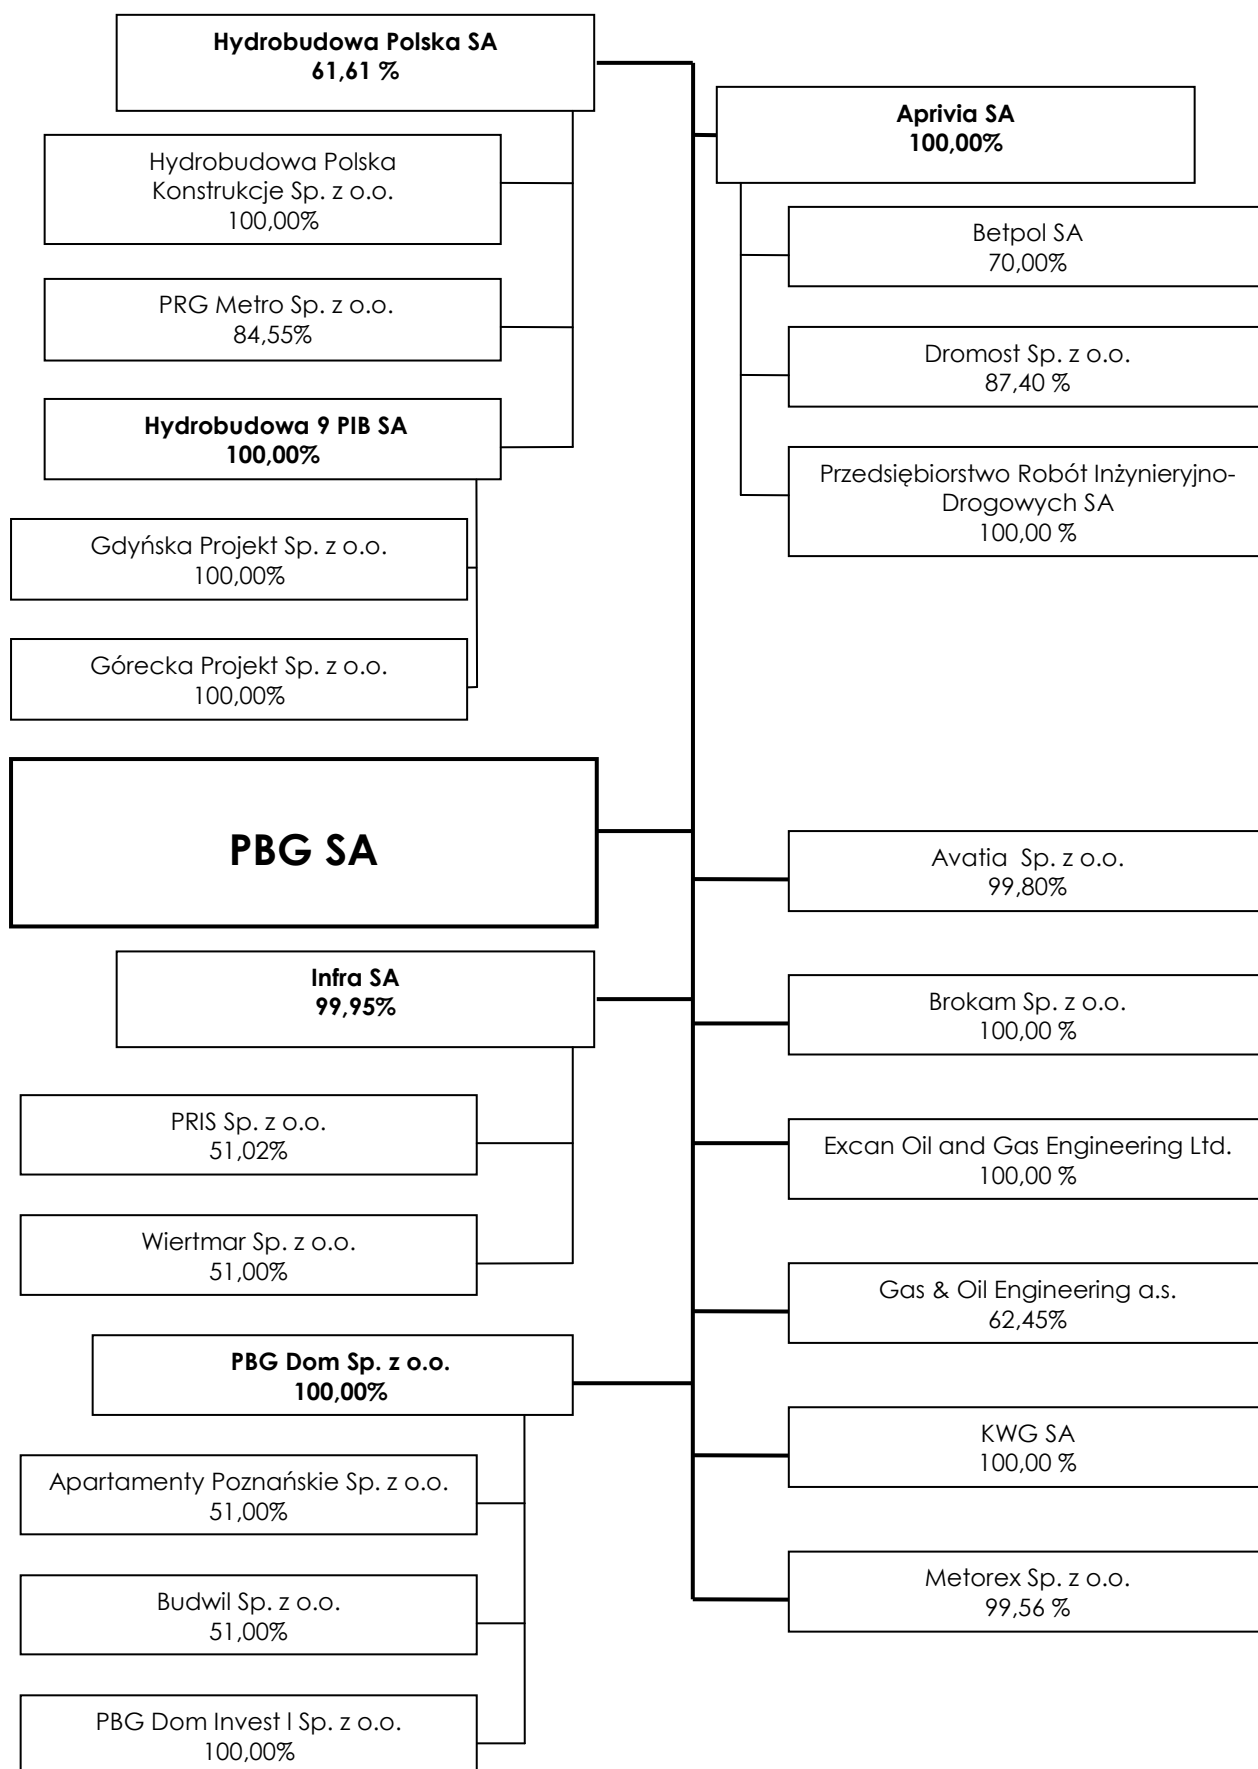 Hydrobudowa Polska SA
61,61 %
Aprivia SA
100,00%
Hydrobudowa Polska
Konstrukcje Sp. z o.o.
100,00%
Betpol SA
70,00%
PRG Metro Sp. z o.o.
84,55%
Dromost Sp. z o.o.
87,40 %
Hydrobudowa 9 PIB SA
100,00%
Przedsiębiorstwo Robót Inżynieryjno-
Drogowych SA
100,00 %
Gdyńska Projekt Sp. z o.o.
100,00%
Górecka Projekt Sp. z o.o.
100,00%
PBG SA
Avatia  Sp. z o.o.
99,80%
Infra SA
99,95%
Brokam Sp. z o.o.
100,00 %
PRIS Sp. z o.o.
51,02%
Excan Oil and Gas Engineering Ltd.
100,00 %
Wiertmar Sp. z o.o.
51,00%
Gas & Oil Engineering a.s.
62,45%
PBG Dom Sp. z o.o.
100,00%
KWG SA
100,00 %
Apartamenty Poznańskie Sp. z o.o.
51,00%
Metorex Sp. z o.o.
99,56 %
Budwil Sp. z o.o.
51,00%
PBG Dom Invest I Sp. z o.o.
100,00%